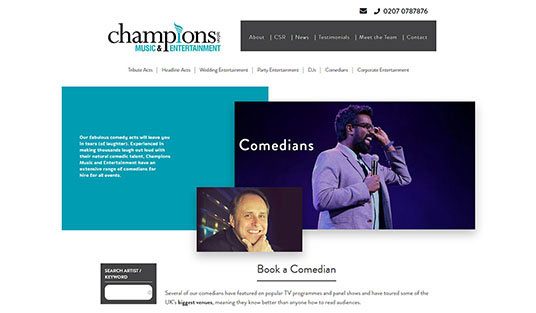 0207 0787876
champions (UK) plc
MUSIC & ENTERTAINMENT
About | CSR | News | Testimonials | Meet the Team | Contact
Tribute Acts | Headline Acts | Wedding Entertainment | Party Entertainment | DJs | Comedians | Corporate Entertainment
Our fabulous comedy acts will leave you
in tears (of laughter). Experienced in
making thousands laugh out loud with
their natural comedic talent, Champions
Music and Entertainment have an
extensive range of comedians for
hire for all events.
Comedians
Book a Comedian
SEARCH ARTIST /
KEYWORD
Several of our comedians have featured on popular TV programmes and panel shows and have toured some of the
UK's biggest venues, meaning they know better than anyone how to read audiences.